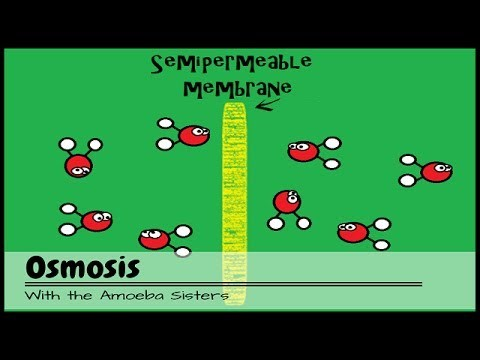 Semipermeable
Membrane
Osmosis
With the Amoeba Sisters